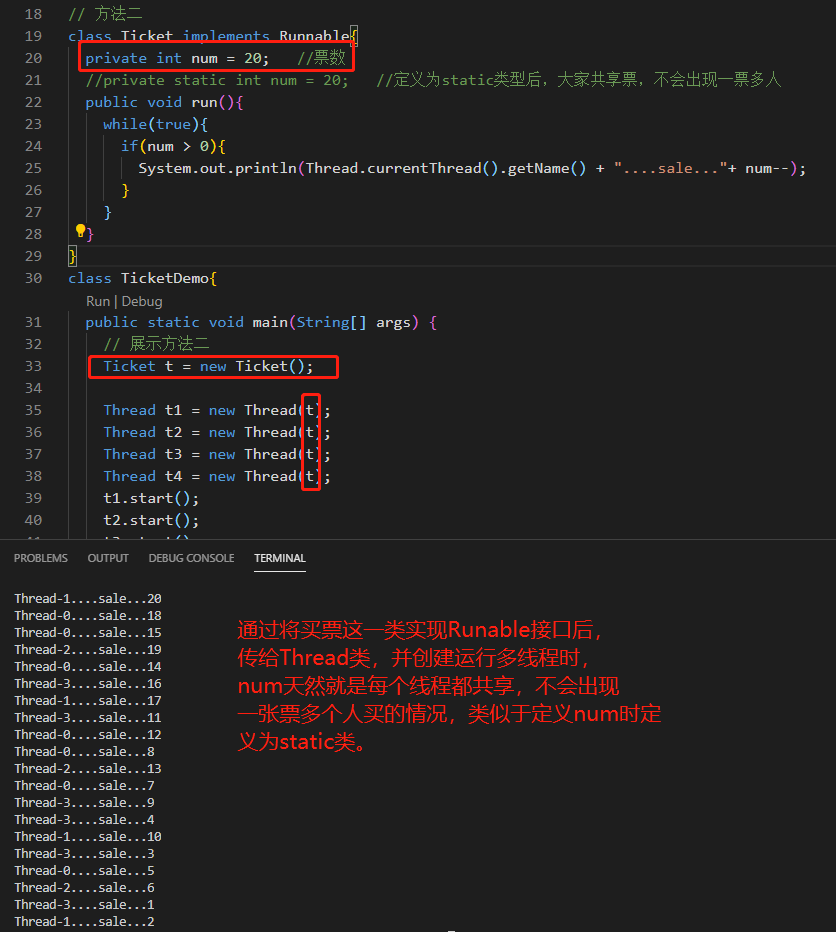 18 // 方法二
19 class Ticket implements Runnable{
20 private int num = 20; //票数
21 //private static int num = 20; //定义为static类型后，大家共享票，不会出现一票多人
22 public void run(){
23 while(true){
24 if(num > 0){
25 System.out.println(Thread.currentThread().getName() + "....sale..."+ num--);
26 }
27 }
28 }
29 }
30 class TicketDemo{
Run | Debug
31 public static void main(String[] args) {
32 // 展示方法二
33 Ticket t = new Ticket();
34
35 Thread t1 = new Thread(t);
36 Thread t2 = new Thread(t);
37 Thread t3 = new Thread(t);
38 Thread t4 = new Thread(t);
39 t1.start();
40 t2.start();
PROBLEMS OUTPUT DEBUG CONSOLE TERMINAL
Thread-1....sale...20
Thread-0....sale...18
Thread-0....sale...15
Thread-2....sale...19
Thread-0....sale...14
Thread-3....sale...16
Thread-1....sale...17
Thread-3....sale...11
Thread-0....sale...12
Thread-0....sale...8
Thread-2....sale...13
Thread-0....sale...7
Thread-3....sale...9
Thread-3....sale...4
Thread-1....sale...10
Thread-3....sale...3
Thread-0....sale...5
Thread-2....sale...6
Thread-3....sale...1
Thread-1....sale...2
通过将买票这一类实现Runable接口后，
传给Thread类，并创建运行多线程时，
num天然就是每个线程都共享，不会出现
一张票多个人买的情况，类似于定义num时定
义为static类。